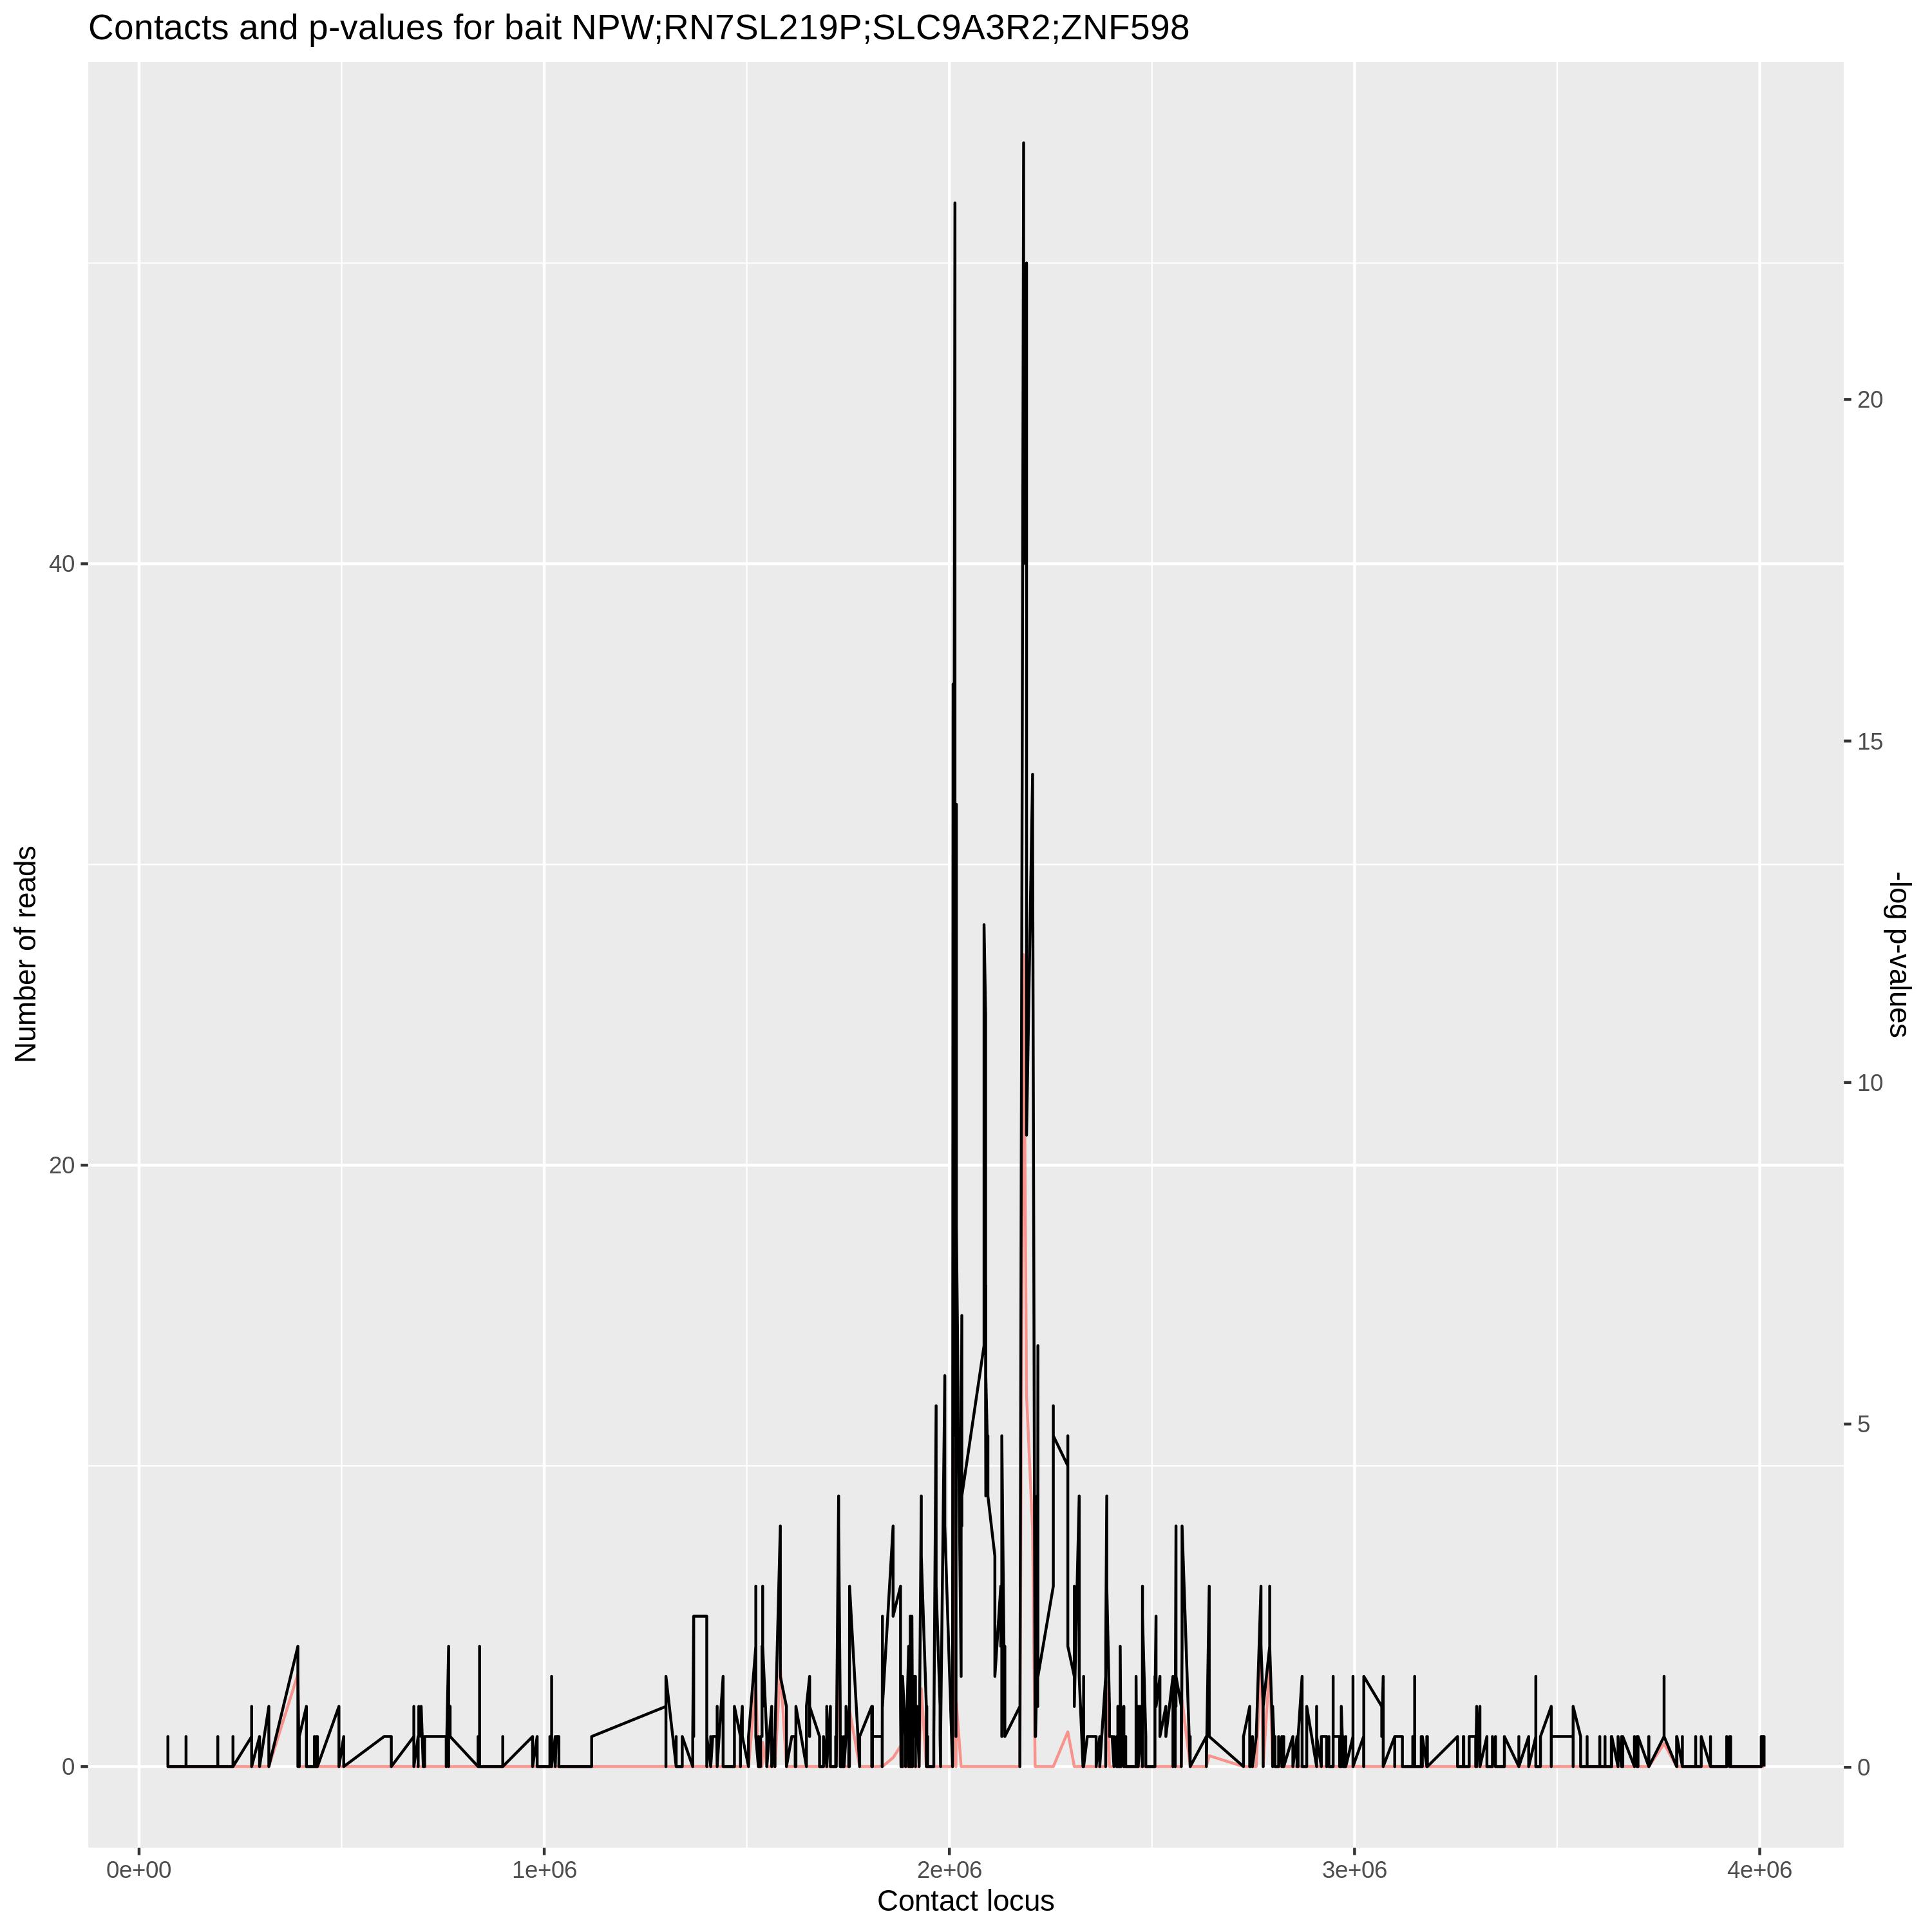 Contacts and p-values for bait NPW;RN7SL219P;SLC9A3R2;ZNF598
40
20
0
Number of reads
20
15
10
5
0
-log p-values
0e+00 1e+06 2e+06 3e+06 4e+06
Contact locus